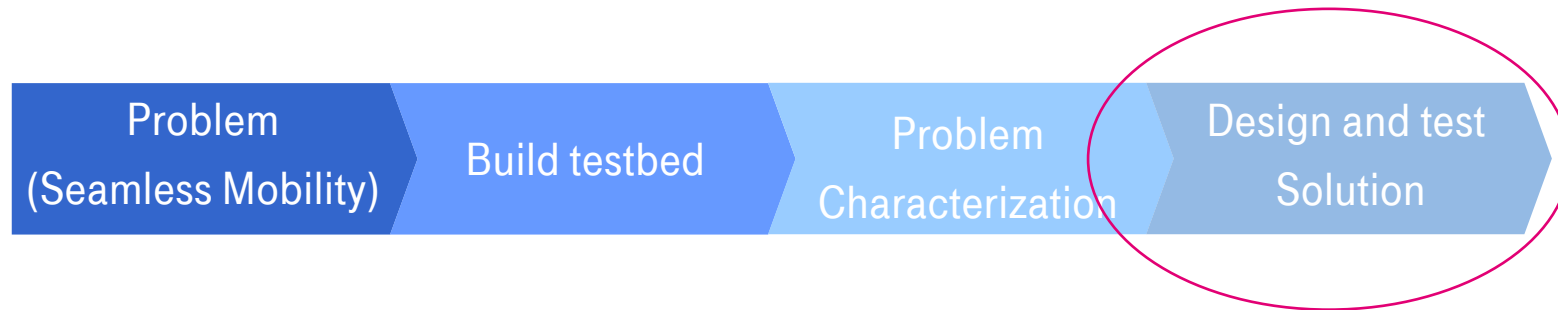 Problem
(Seamless Mobility)
Build testbed
Problem
Characterization
Design and test
Solution